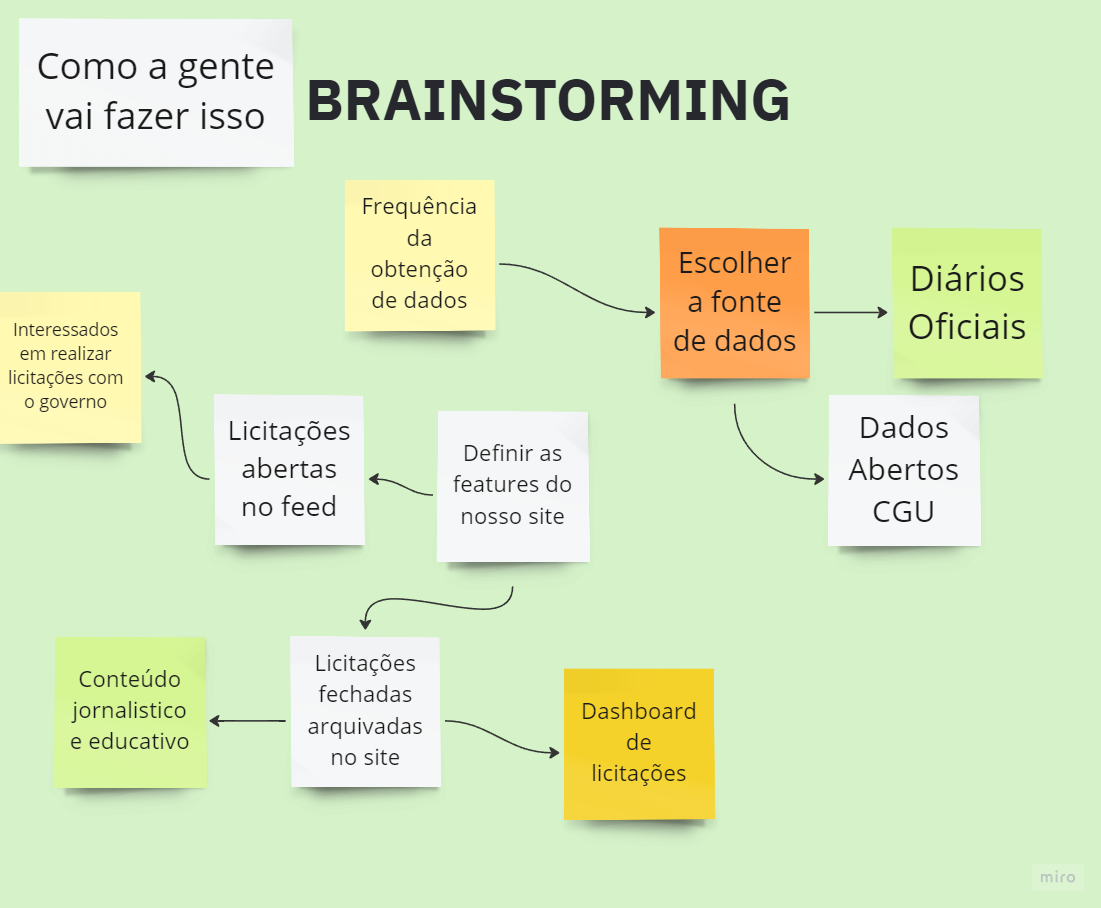 Como a gente
vai fazer isso
BRAINSTORMING
Frequência
da
obtenção
de dados
Escolher
a fonte
de dados
Diários
Oficiais
Interessados
em realizar
licitações com
o governo
Licitações
abertas
no feed
Definir as
features do
nosso site
Dados
Abertos
CGU
Conteúdo
jornalistico
e educativo
Licitações
fechadas
arquivadas
no site
Dashboard
de
licitações
miro